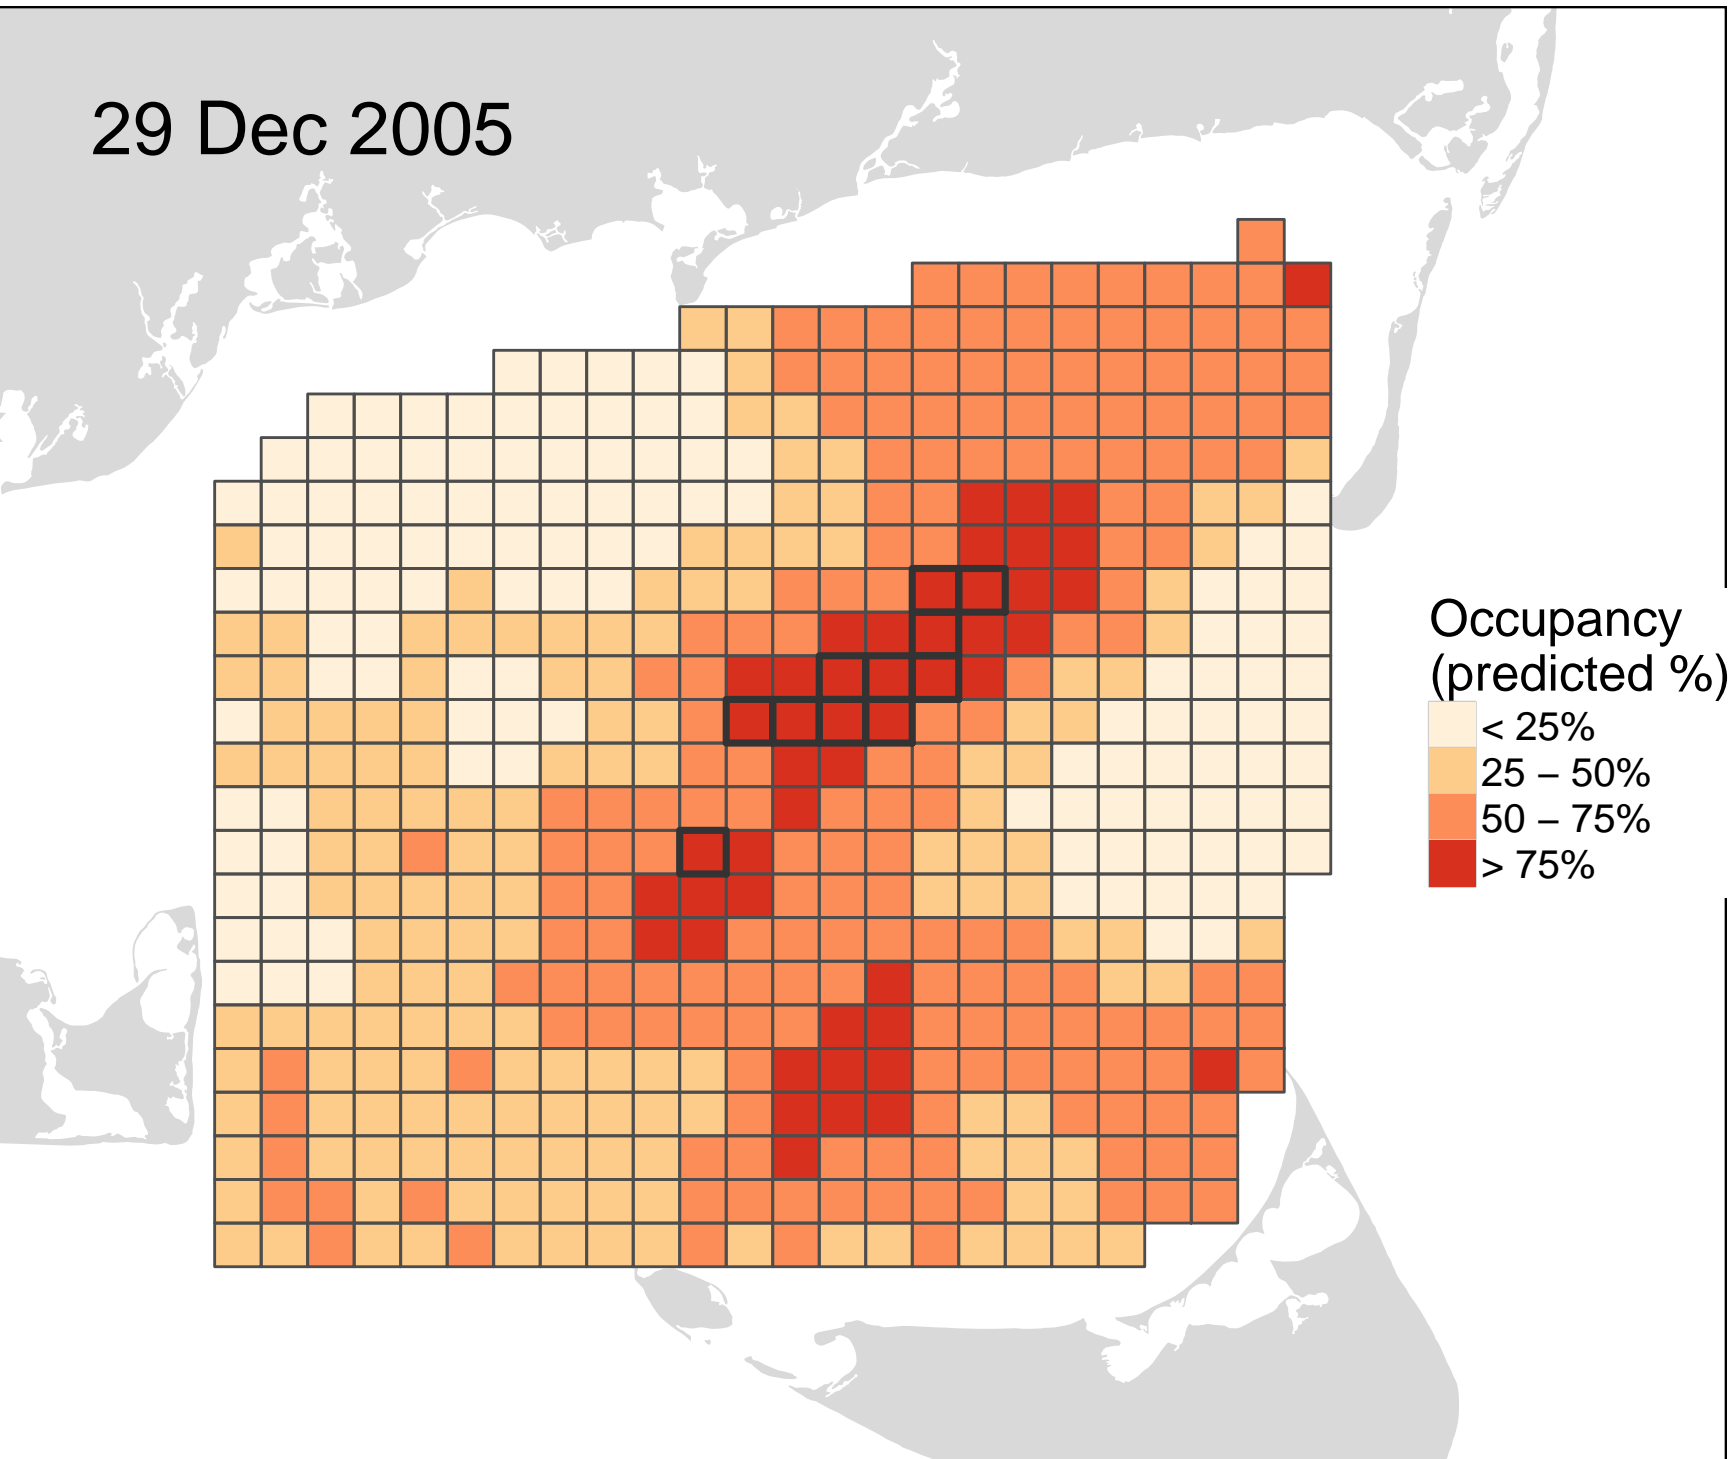 29 Dec 2005
Occupancy
(predicted %)
< 25%
25 – 50%
50 – 75%
> 75%